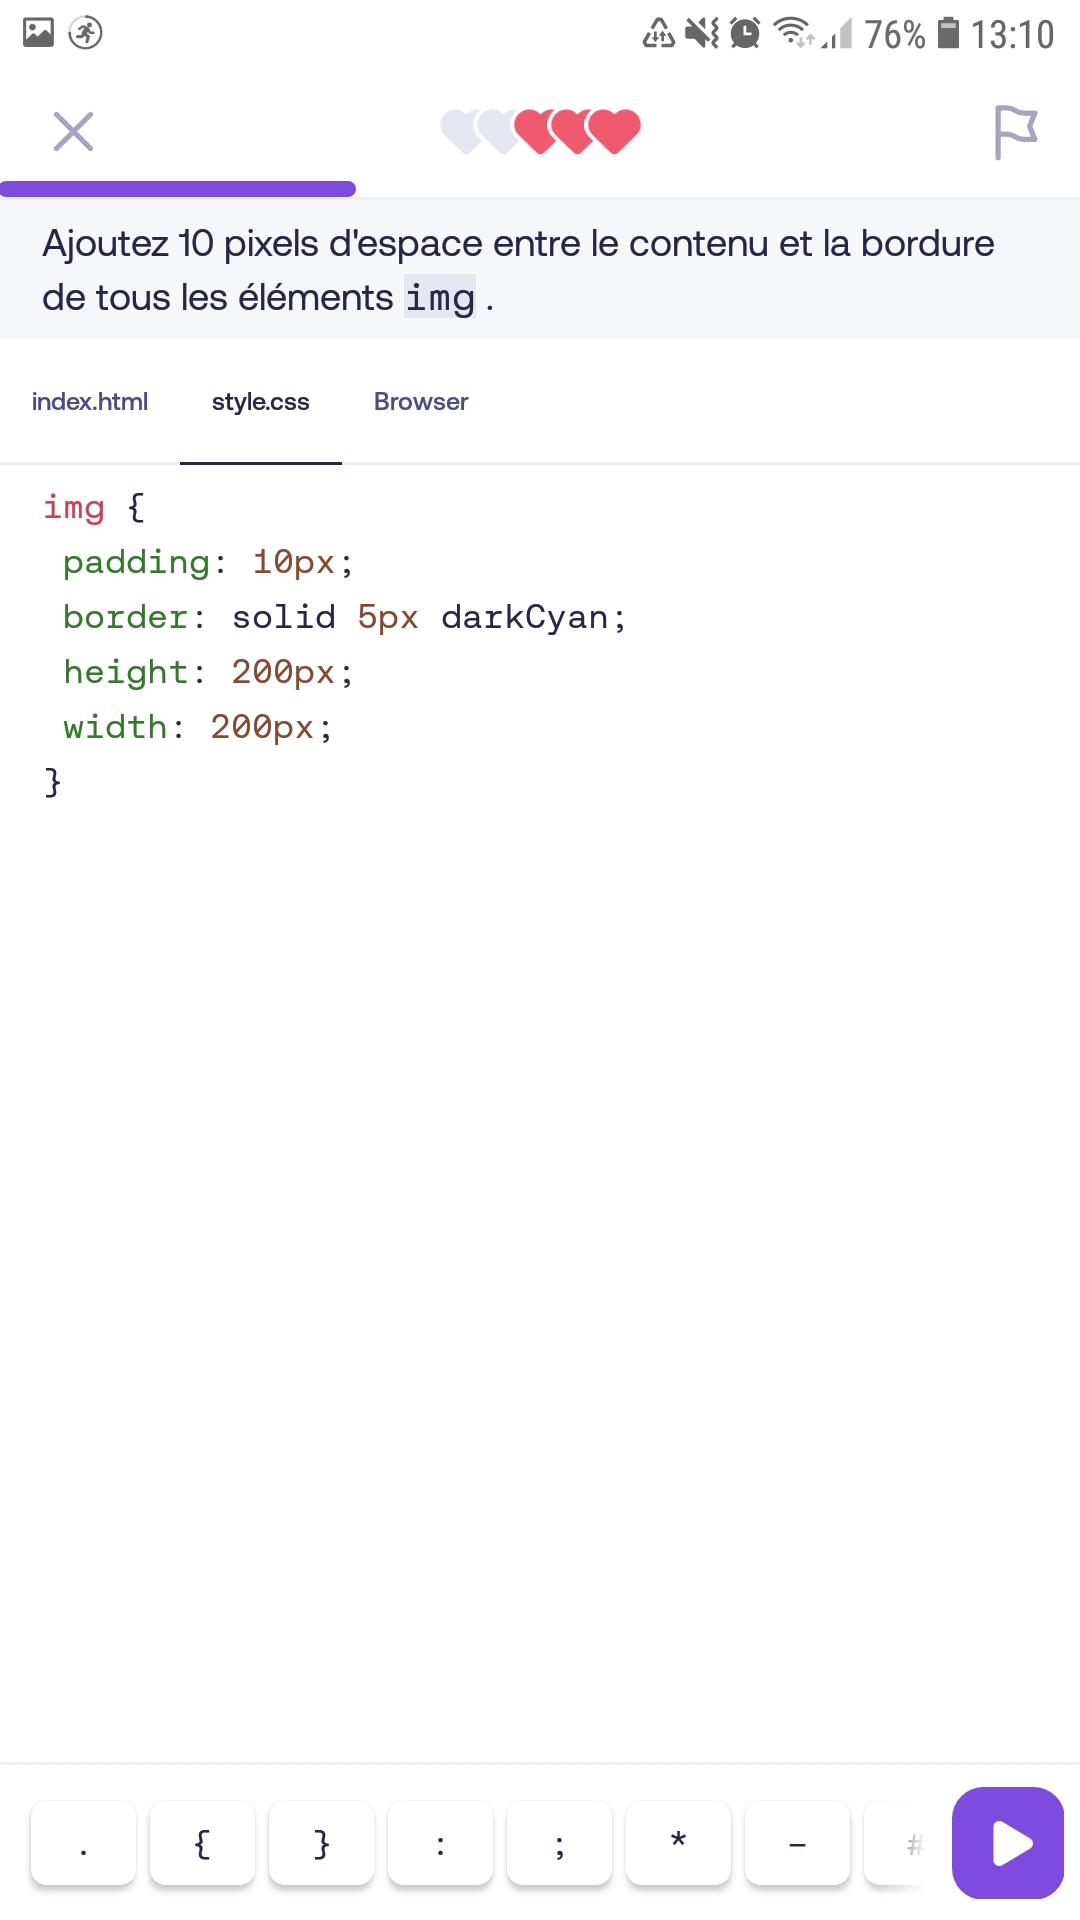 76% 13:10
Ajoutez 10 pixels d'espace entre le contenu et la bordure
de tous les éléments img .
index.html style.css Browser
img {
padding: 10px;
border: solid 5px darkCyan;
height: 200px;
width: 200px;
}
. { } : ; * - #